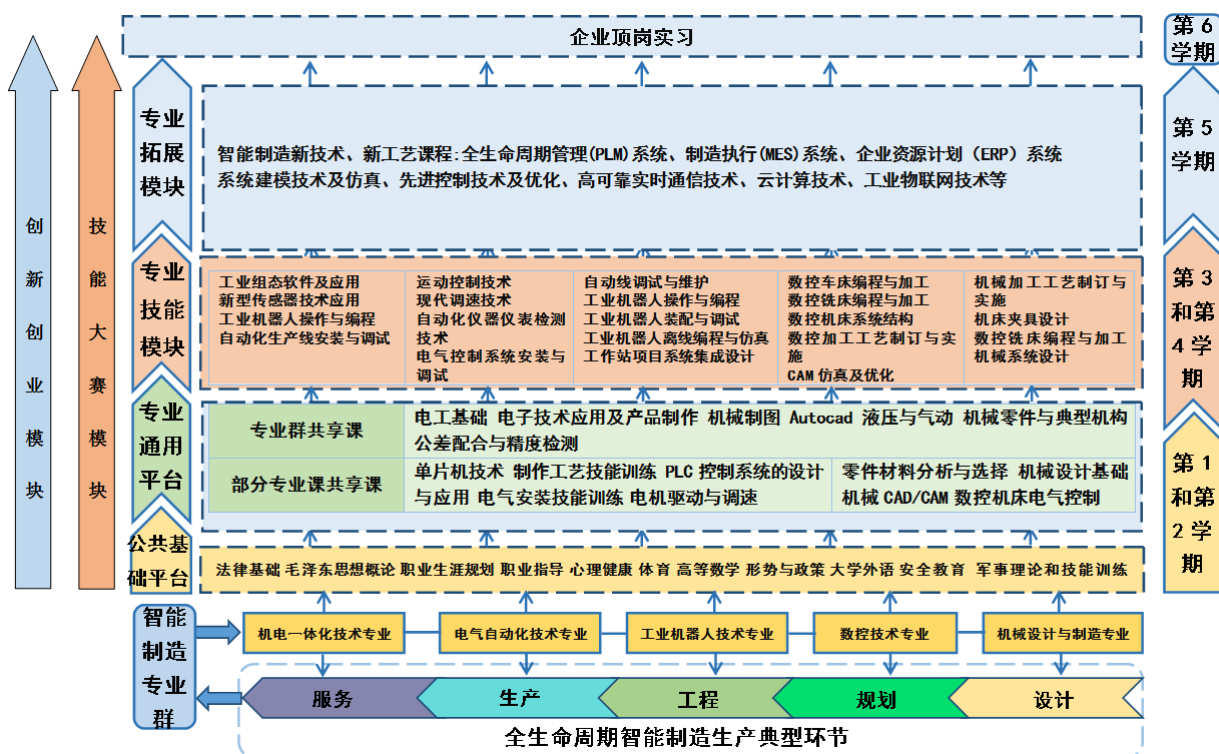 企业顶岗实习
第 6
学期
创新创业模块
技能大赛模块
专业
拓展
模块
智能制造新技术、新工艺课程:全生命周期管理(PLM)系统、制造执行(MES)系统、企业资源计划（ERP）系统
系统建模技术及仿真、先进控制技术及优化、高可靠实时通信技术、云计算技术、工业物联网技术等
第 5
学期
专业
技能
模块
工业组态软件及应用
新型传感器技术应用
工业机器人操作与编程
自动化生产线安装与调试
运动控制技术
现代调速技术
自动化仪器仪表检测
技术
电气控制系统安装与
调试
自动线调试与维护
工业机器人操作与编程
工业机器人装配与调试
工业机器人离线编程与仿真
工作站项目系统集成设计
数控车床编程与加工
数控铣床编程与加工
数控机床系统结构
数控加工工艺制订与实
施
CAM 仿真及优化
机械加工工艺制订与
实施
机床夹具设计
数控铣床编程与加工
机械系统设计
第 3
和第
4 学
期
专业
通用
平台
专业群共享课
电工基础 电子技术应用及产品制作 机械制图 Autocad 液压与气动 机械零件与典型机构
公差配合与精度检测
部分专业课共享课
单片机技术 制作工艺技能训练 PLC 控制系统的设计
与应用 电气安装技能训练 电机驱动与调速
零件材料分析与选择 机械设计基础
机械 CAD/CAM 数控机床电气控制
第 1
和第
2 学
期
公共基
础平台
法律基础 毛泽东思想概论 职业生涯规划 职业指导 心理健康 体育 高等数学 形势与政策 大学外语 安全教育 军事理论和技能训练
智能
制造
专业
群
机电一体化技术专业
电气自动化技术专业
工业机器人技术专业
数控技术专业
机械设计与制造专业
服务
生产
工程
规划
设计
全生命周期智能制造生产典型环节